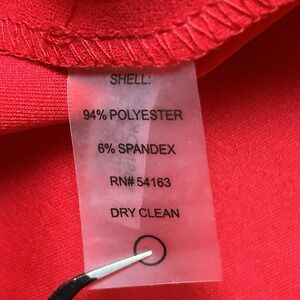 SHELL:
94% POLYESTER
6% SPANDEX
RN# 54163
DRY CLEAN